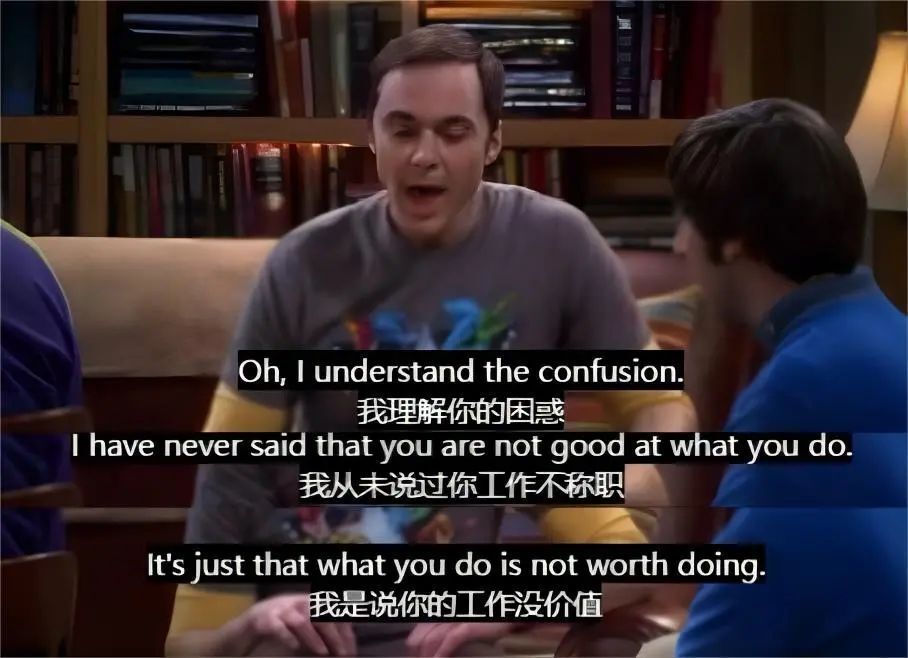 Oh, I understand the confusion.
我理解你的困惑
I have never said that you are not good at what you do.
我从未说过你工作不称职
It's just that what you do is not worth doing.
我是说你的工作没价值